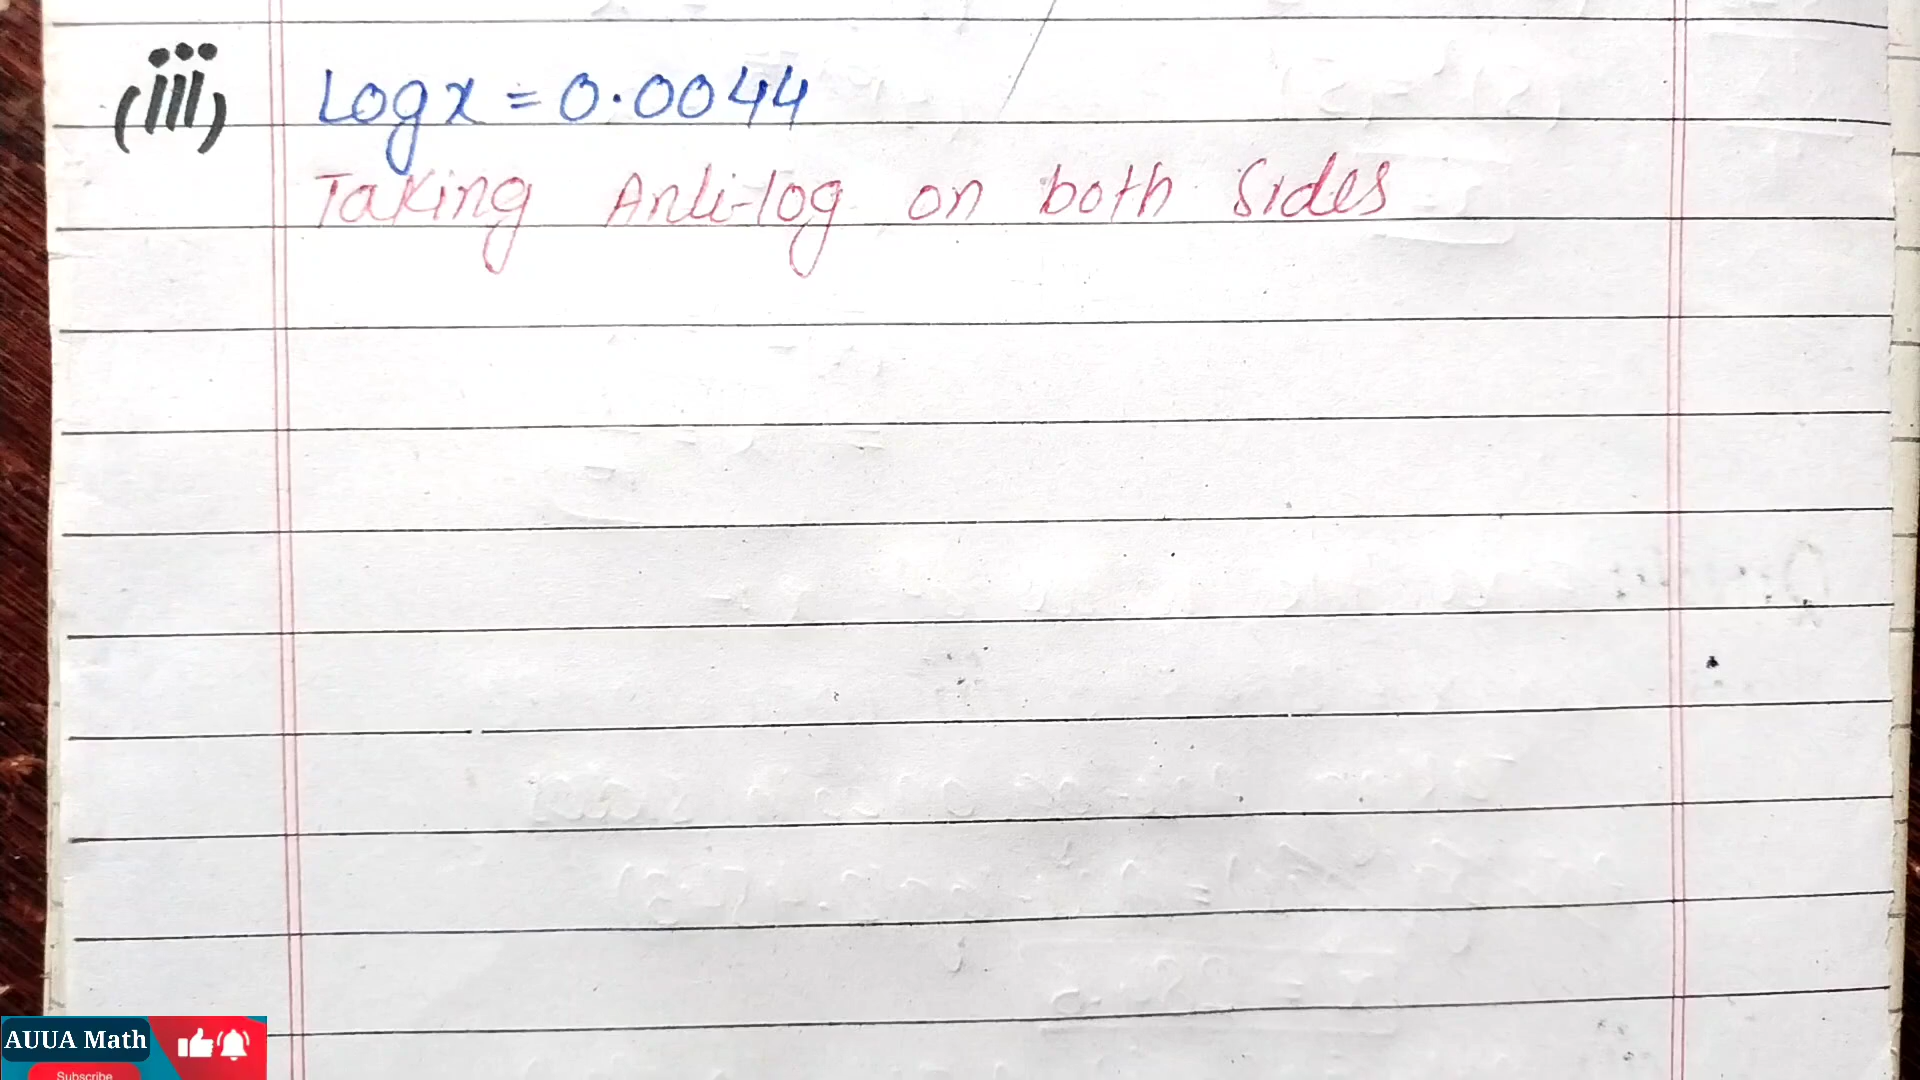 (iii) Log x = 0.0044
Taking Anti-log on both sides
AUUA Math
Subscribe